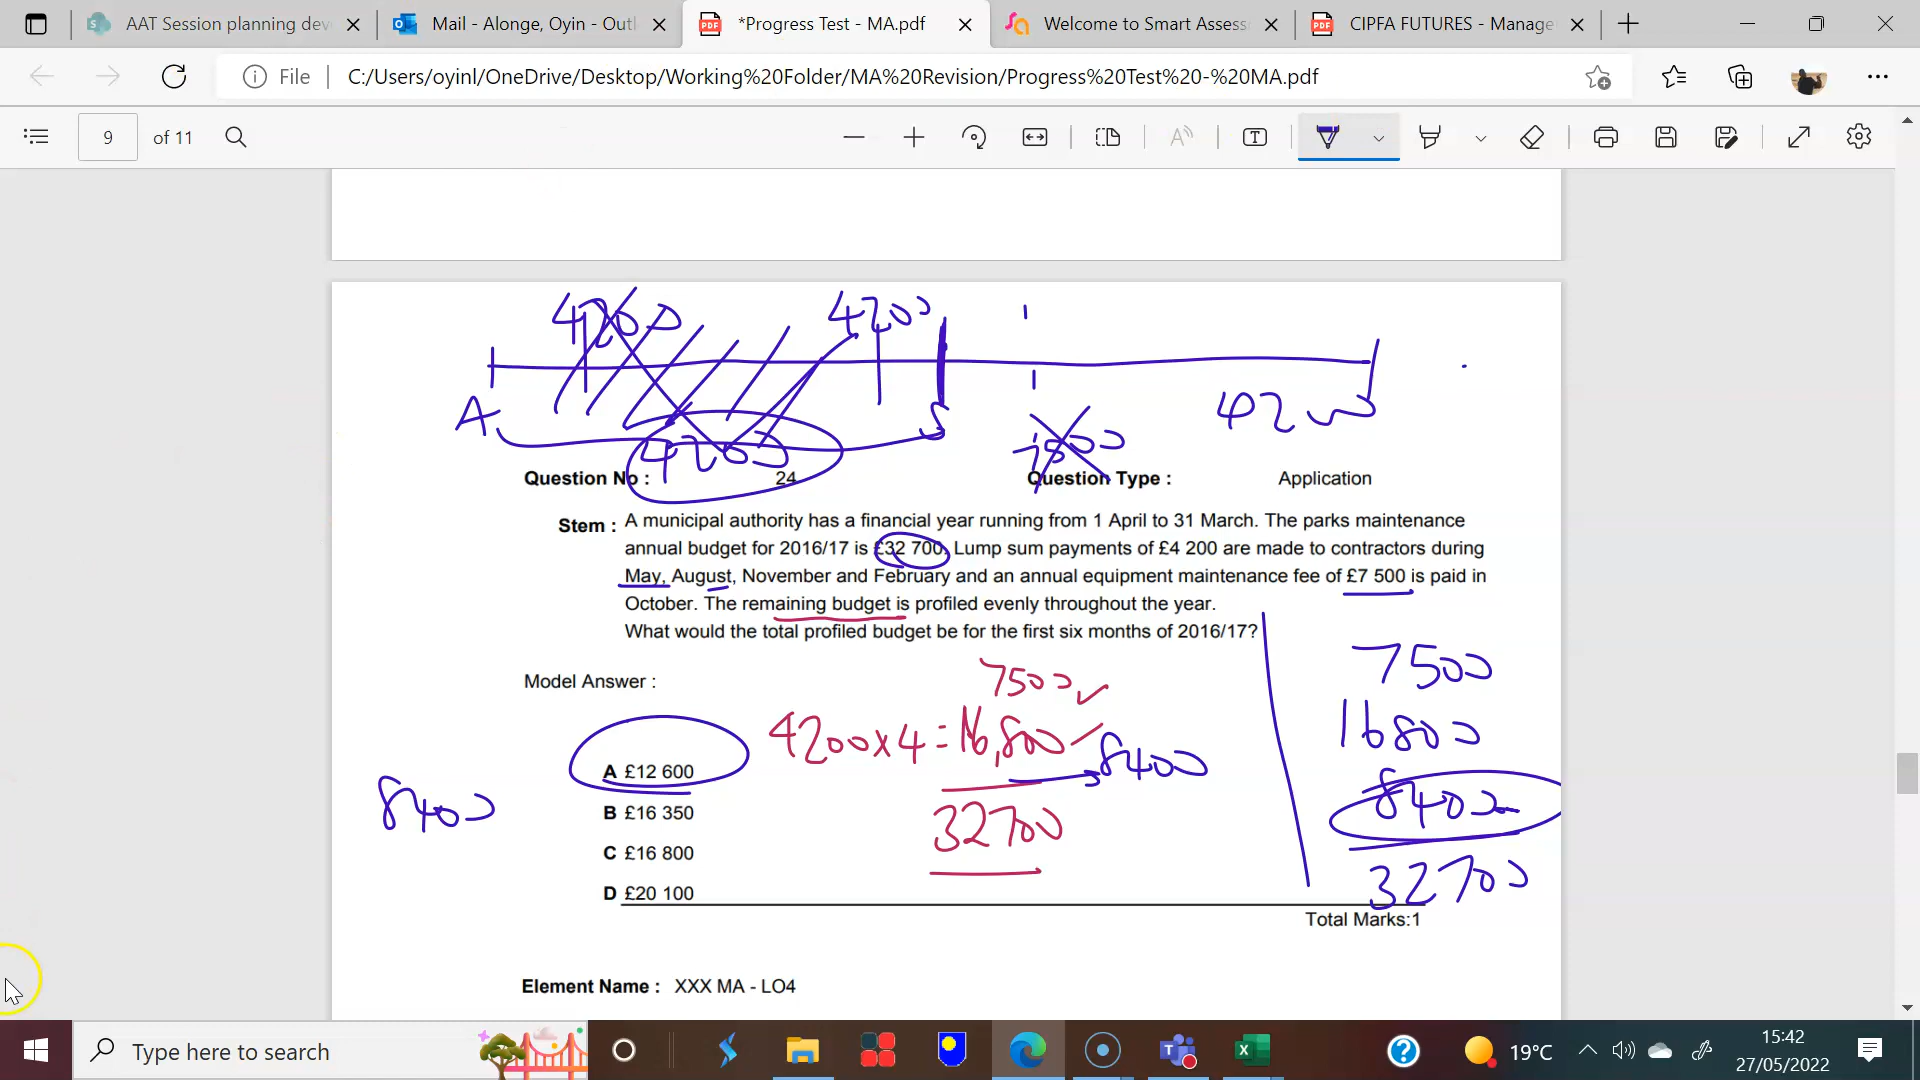 AAT Session planning dev
Mail - Alonge, Oyin - Outl
*Progress Test - MA.pdf
Welcome to Smart Assess
CIPFA FUTURES - Manage
File
C:/Users/oyinl/OneDrive/Desktop/Working%20Folder/MA%20Revision/Progress%20Test%20-%20MA.pdf
9 of 11
4200 4200
A S 4200
4200 7500
Question No : 24 Question Type : Application
Stem : A municipal authority has a financial year running from 1 April to 31 March. The parks maintenance
annual budget for 2016/17 is £32 700. Lump sum payments of £4 200 are made to contractors during
May, August, November and February and an annual equipment maintenance fee of £7 500 is paid in
October. The remaining budget is profiled evenly throughout the year.
What would the total profiled budget be for the first six months of 2016/17?
7500
7500
Model Answer :
4200x4=16,800
16800
8400
A £12 600
8400
8400
B £16 350
32700
C £16 800
32700
D £20 100
Total Marks:1
Element Name : XXX MA - LO4
Type here to search
19°C
15:42
27/05/2022